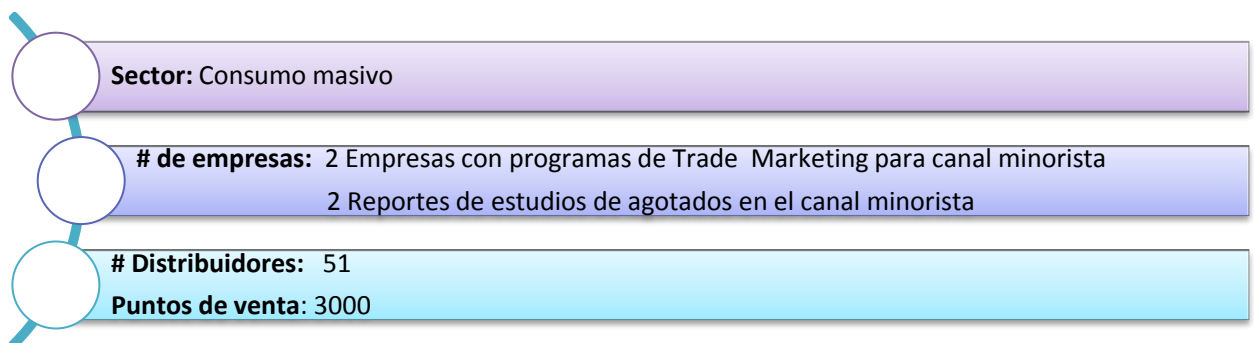 Sector: Consumo masivo
# de empresas: 2 Empresas con programas de Trade Marketing para canal minorista
2 Reportes de estudios de agotados en el canal minorista
# Distribuidores: 51
Puntos de venta: 3000